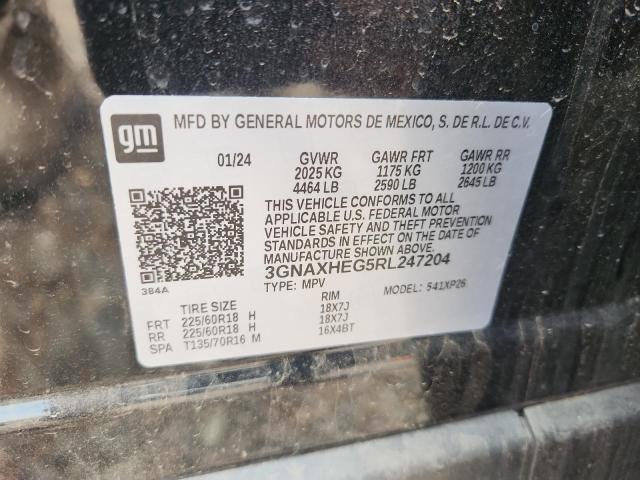 gm
MFD BY GENERAL MOTORS DE MEXICO, S. DE R.L. DE C.V.
01/24 GVWR GAWR FRT GAWR RR
2025 KG 1175 KG 1200 KG
4464 LB 2590 LB 2645 LB
THIS VEHICLE CONFORMS TO ALL
APPLICABLE U.S. FEDERAL MOTOR
VEHICLE SAFETY AND THEFT PREVENTION
STANDARDS IN EFFECT ON THE DATE OF
MANUFACTURE SHOWN ABOVE.
3GNAXHEG5RL247204
384A
TYPE: MPV MODEL: 541XP26
TIRE SIZE RIM
FRT 225/60R18 H 18X7J
RR 225/60R18 H 18X7J
SPA T135/70R16 M 16X4BT